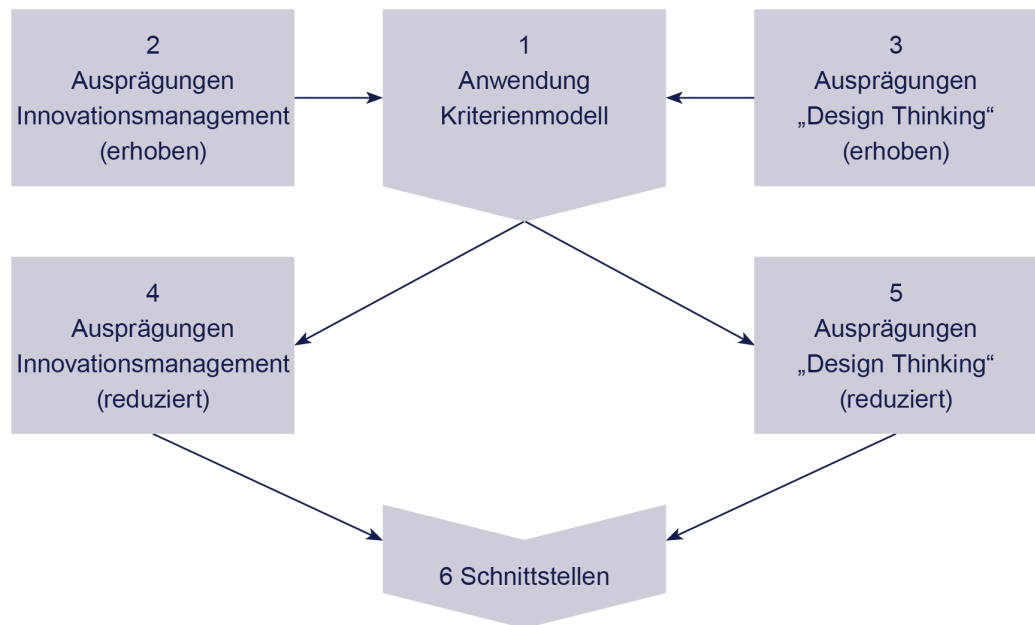 2
Ausprägungen
Innovationsmanagement
(erhoben)
1
Anwendung
Kriterienmodell
3
Ausprägungen
„Design Thinking“
(erhoben)
4
Ausprägungen
Innovationsmanagement
(reduziert)
5
Ausprägungen
„Design Thinking“
(reduziert)
6 Schnittstellen